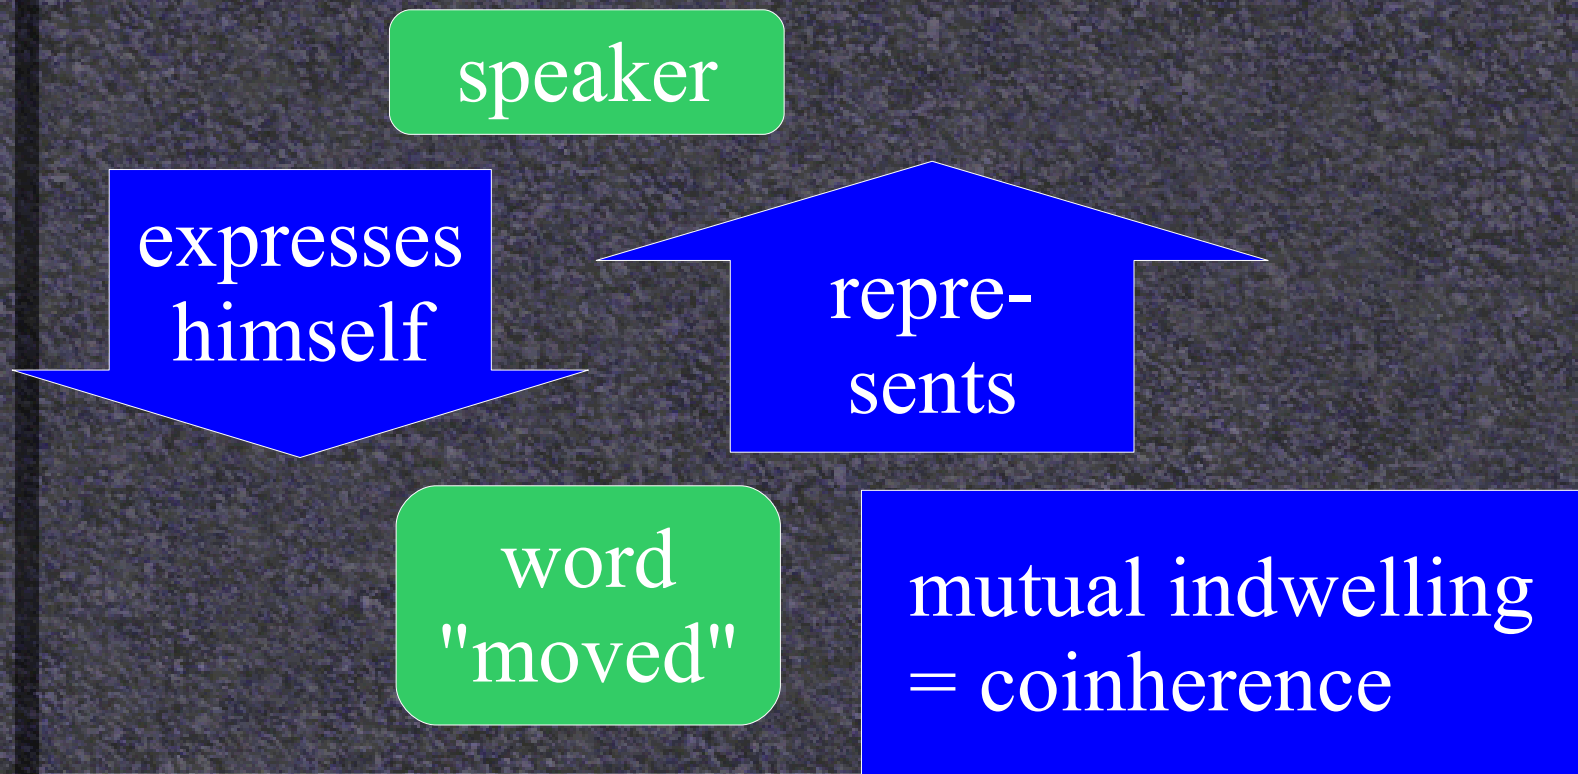 speaker
expresses
himself
repre-
sents
word
"moved"
mutual indwelling
= coinherence